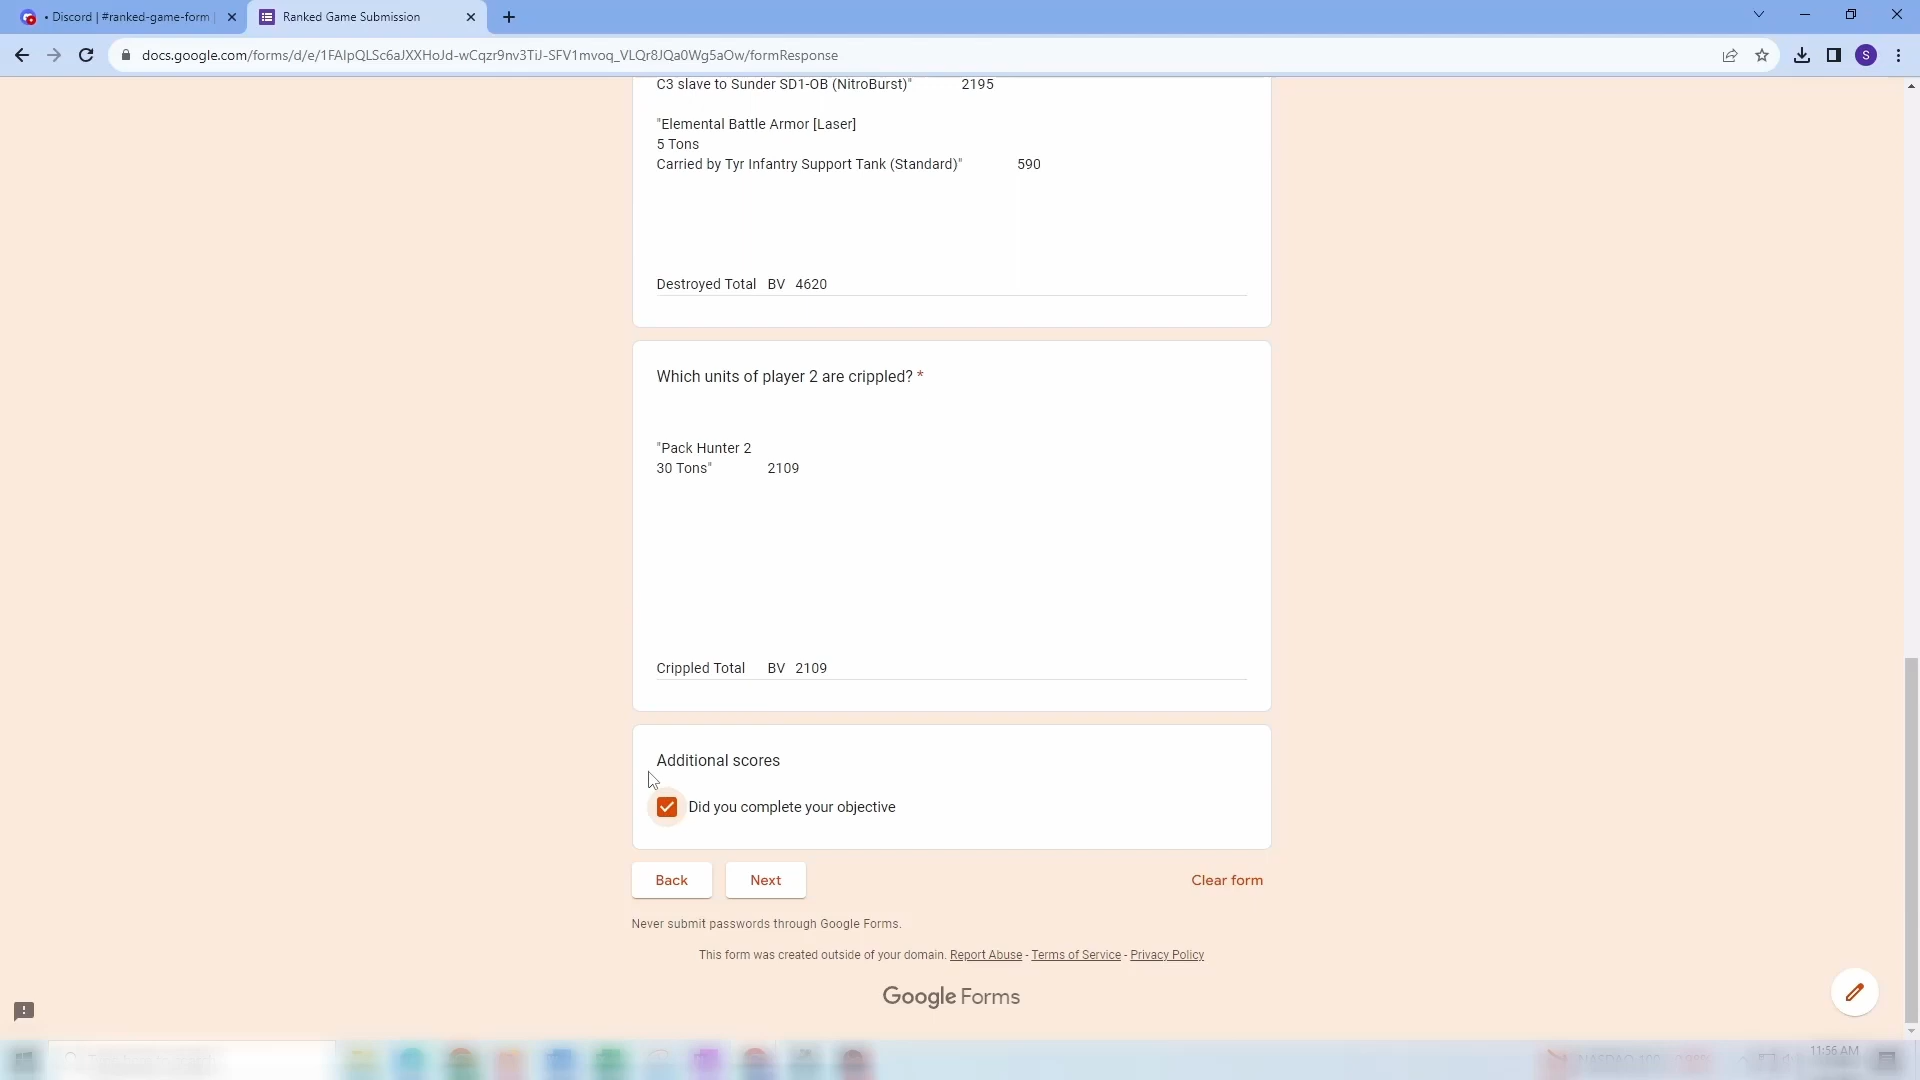 Discord | #ranked-game-form
Ranked Game Submission
docs.google.com/forms/d/e/1FAIpQLSc6aJXXHoJd-wCqzr9nv3TiJ-SFV1mvoq_VLQr8JQa0Wg5aOw/formResponse
S
C3 slave to Sunder SD1-OB (NitroBurst)" 2195
"Elemental Battle Armor [Laser]
5 Tons
Carried by Tyr Infantry Support Tank (Standard)" 590
Destroyed Total BV 4620
Which units of player 2 are crippled? *
"Pack Hunter 2
30 Tons" 2109
Crippled Total BV 2109
Additional scores
Did you complete your objective
Back Next Clear form
Never submit passwords through Google Forms.
This form was created outside of your domain. Report Abuse - Terms of Service - Privacy Policy
Google Forms
11:56 AM